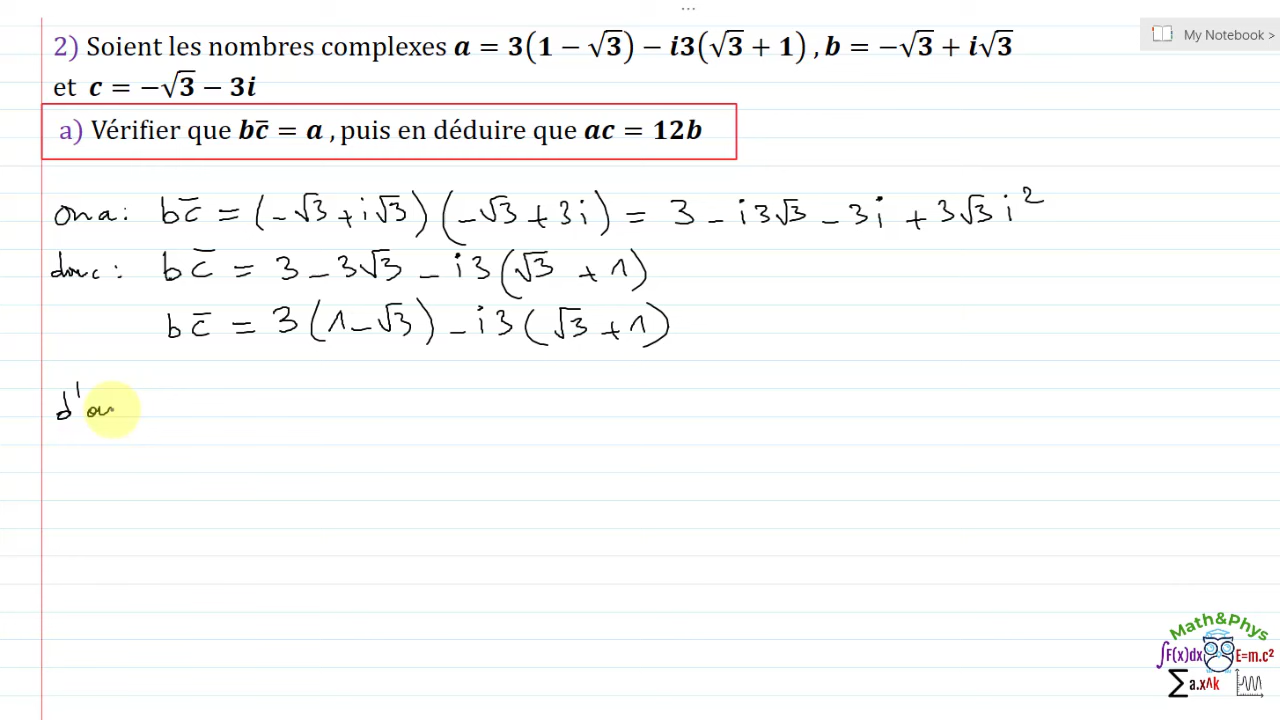 ...
My Notebook >
2) Soient les nombres complexes a = 3(1 − √3) − i3(√3 + 1) , b = −√3 + i√3
et c = −√3 − 3i
a) Vérifier que bc̄ = a , puis en déduire que ac = 12b
on a : bc̄ = (−√3 + i√3)(−√3 + 3i) = 3 − i3√3 − 3i + 3√3 i²
donc : bc̄ = 3 − 3√3 − i3(√3 + 1)
bc̄ = 3(1 − √3) − i3(√3 + 1)
d'ou
Math&Phys
∫F(x)dx E=m.c²
∑ a.x^k